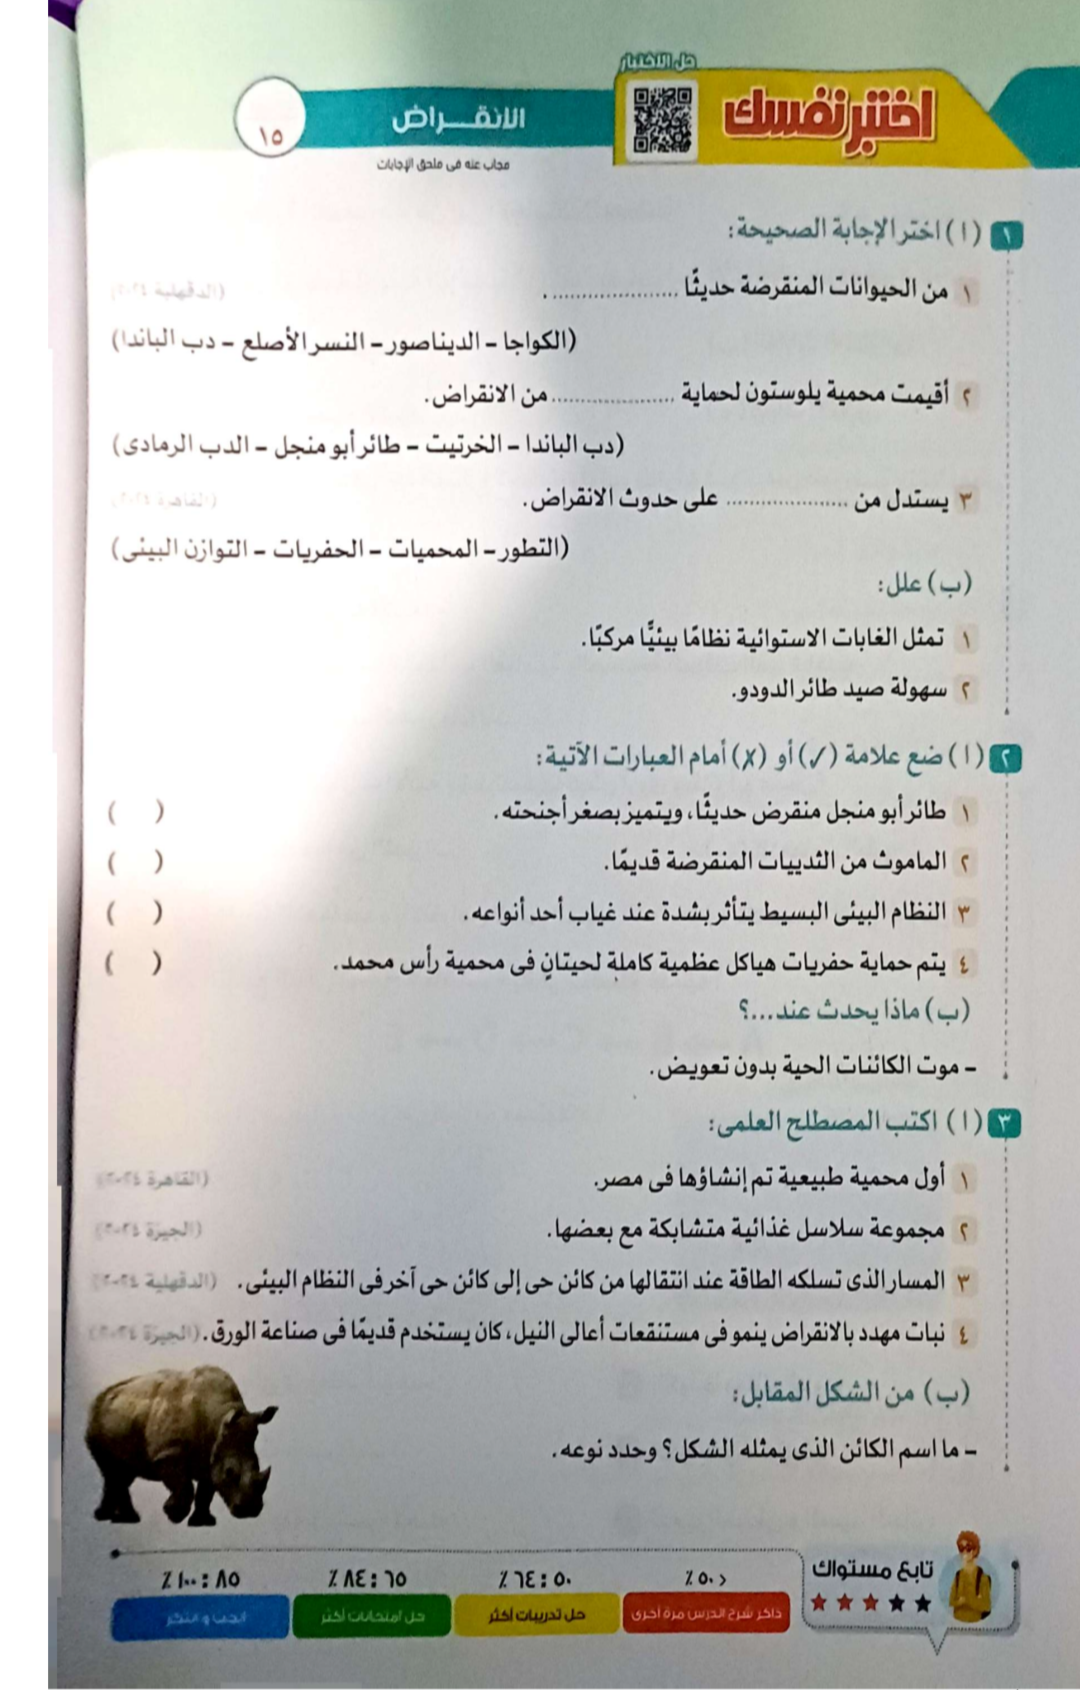 حل الاختبار
اختبر نفسك
الانقـــراض
١٥
مجاب عنه فى ملحق الإجابات
١ (أ) اختر الإجابة الصحيحة:
١ من الحيوانات المنقرضة حديثًا .................... . (الدقهلية ٢٠٢٤)
(الكواجا - الديناصور - النسر الأصلع - دب الباندا)
٢ أقيمت محمية يلوستون لحماية .................... من الانقراض.
(دب الباندا - الخرتيت - طائر أبو منجل - الدب الرمادى)
٣ يستدل من .................... على حدوث الانقراض. (القاهرة ٢٠٢٤)
(التطور - المحميات - الحفريات - التوازن البيئى)
(ب) علل:
١ تمثل الغابات الاستوائية نظامًا بيئيًّا مركبًا.
٢ سهولة صيد طائر الدودو.
٢ (أ) ضع علامة (✓) أو (✗) أمام العبارات الآتية:
١ طائر أبو منجل منقرض حديثًا، ويتميز بصغر أجنحته. ( )
٢ الماموث من الثدييات المنقرضة قديمًا. ( )
٣ النظام البيئى البسيط يتأثر بشدة عند غياب أحد أنواعه. ( )
٤ يتم حماية حفريات هياكل عظمية كاملة لحيتانٍ فى محمية رأس محمد. ( )
(ب) ماذا يحدث عند...؟
- موت الكائنات الحية بدون تعويض.
٣ (أ) اكتب المصطلح العلمى:
١ أول محمية طبيعية تم إنشاؤها فى مصر. (القاهرة ٢٠٢٤)
٢ مجموعة سلاسل غذائية متشابكة مع بعضها. (الجيزة ٢٠٢٤)
٣ المسار الذى تسلكه الطاقة عند انتقالها من كائن حى إلى كائن حى آخر فى النظام البيئى. (الدقهلية ٢٠٢٤)
٤ نبات مهدد بالانقراض ينمو فى مستنقعات أعالى النيل، كان يستخدم قديمًا فى صناعة الورق. (الجيزة ٢٠٢٤)
(ب) من الشكل المقابل:
- ما اسم الكائن الذى يمثله الشكل؟ وحدد نوعه.
تابع مستواك
< ٥٠ ٪
٥٠ : ٦٤ ٪
٦٥ : ٨٤ ٪
٨٥ : ١٠٠ ٪
ذاكر شرح الدرس مرة أخرى
حل تدريبات أكثر
حل امتحانات أكثر